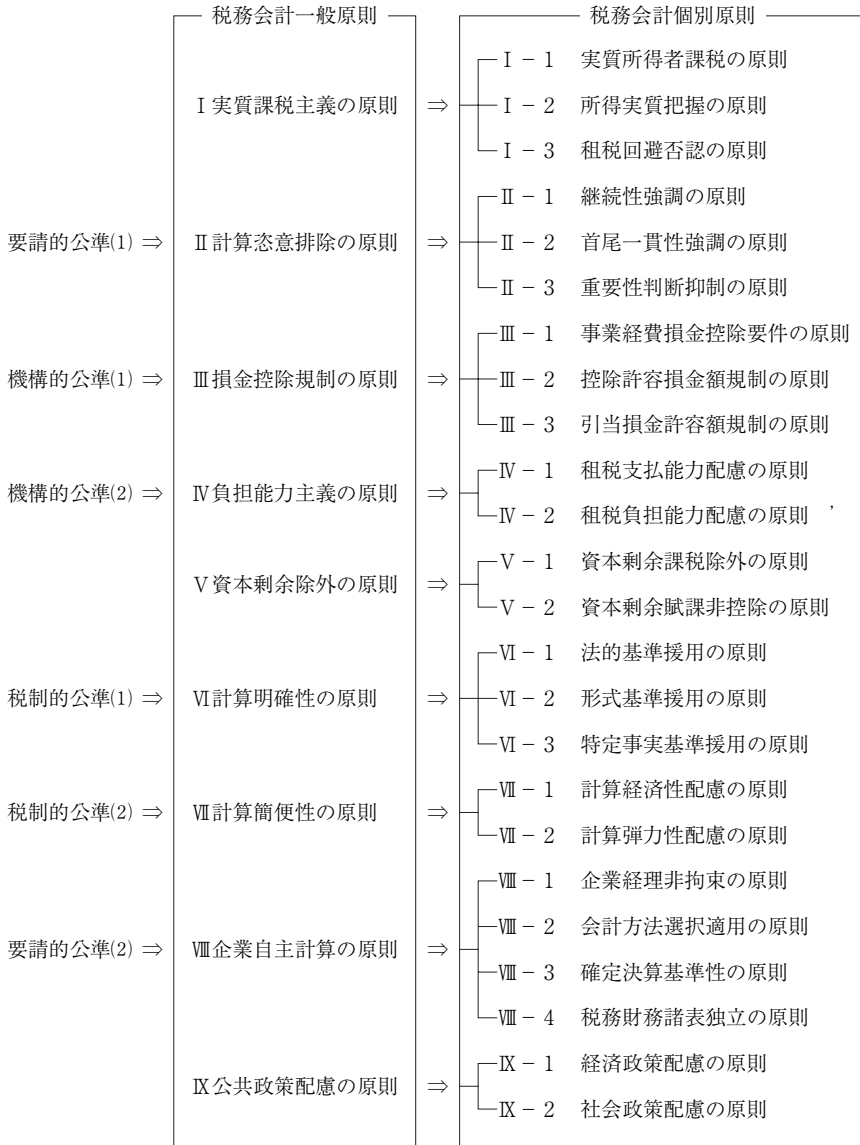 税務会計一般原則 税務会計個別原則
Ⅰ－1 実質所得者課税の原則
Ⅰ実質課税主義の原則 ⇒ Ⅰ－2 所得実質把握の原則
Ⅰ－3 租税回避否認の原則
Ⅱ－1 継続性強調の原則
要請的公準⑴ ⇒ Ⅱ計算恣意排除の原則 ⇒ Ⅱ－2 首尾一貫性強調の原則
Ⅱ－3 重要性判断抑制の原則
Ⅲ－1 事業経費損金控除要件の原則
機構的公準⑴ ⇒ Ⅲ損金控除規制の原則 ⇒ Ⅲ－2 控除許容損金額規制の原則
Ⅲ－3 引当損金許容額規制の原則
Ⅳ－1 租税支払能力配慮の原則
機構的公準⑵ ⇒ Ⅳ負担能力主義の原則 ⇒
Ⅳ－2 租税負担能力配慮の原則 ,
Ⅴ－1 資本剰余課税除外の原則
Ⅴ資本剰余除外の原則 ⇒
Ⅴ－2 資本剰余賦課非控除の原則
Ⅵ－1 法的基準援用の原則
税制的公準⑴ ⇒ Ⅵ計算明確性の原則 ⇒ Ⅵ－2 形式基準援用の原則
Ⅵ－3 特定事実基準援用の原則
Ⅶ－1 計算経済性配慮の原則
税制的公準⑵ ⇒ Ⅶ計算簡便性の原則 ⇒
Ⅶ－2 計算弾力性配慮の原則
Ⅷ－1 企業経理非拘束の原則
Ⅷ－2 会計方法選択適用の原則
要請的公準⑵ ⇒ Ⅷ企業自主計算の原則 ⇒
Ⅷ－3 確定決算基準性の原則
Ⅷ－4 税務財務諸表独立の原則
Ⅸ－1 経済政策配慮の原則
Ⅸ公共政策配慮の原則 ⇒
Ⅸ－2 社会政策配慮の原則